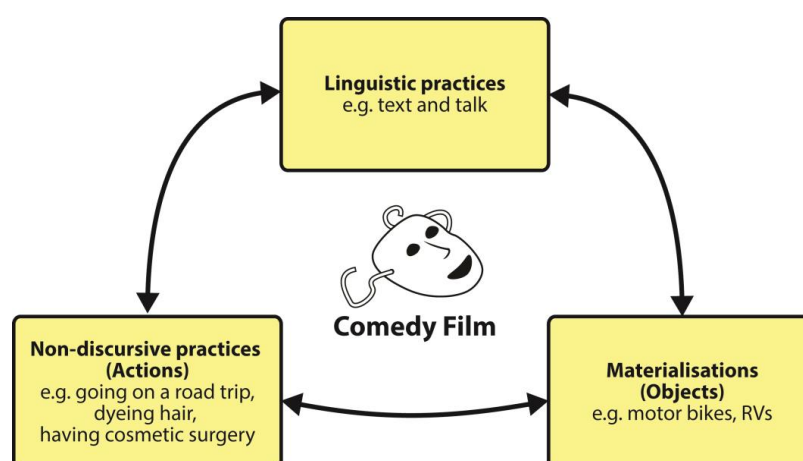 Linguistic practices
e.g. text and talk
Comedy Film
Non-discursive practices
(Actions)
e.g. going on a road trip,
dyeing hair,
having cosmetic surgery
Materialisations
(Objects)
e.g. motor bikes, RVs